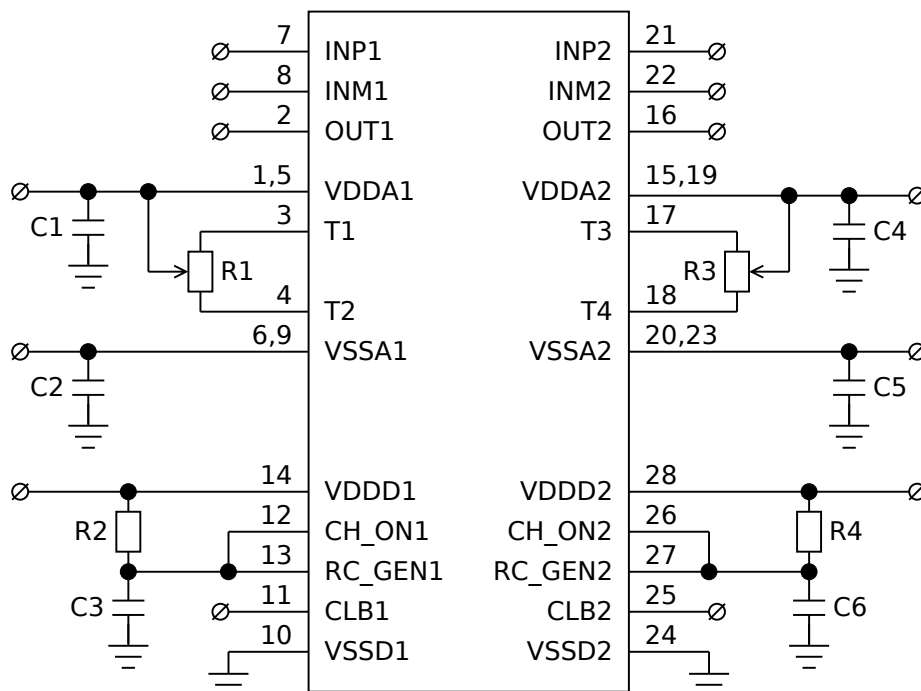 7 INP1 INP2 21
8 INM1 INM2 22
2 OUT1 OUT2 16
1,5 VDDA1 VDDA2 15,19
C1 3 T1 T3 17 C4
R1 R3
4 T2 T4 18
6,9 VSSA1 VSSA2 20,23
C2 C5
14 VDDD1 VDDD2 28
R2 12 CH_ON1 CH_ON2 26 R4
13 RC_GEN1 RC_GEN2 27
C3 11 CLB1 CLB2 25 C6
10 VSSD1 VSSD2 24